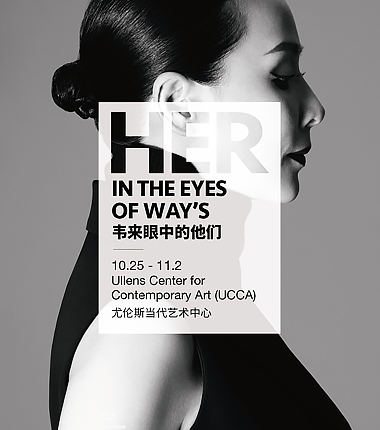 HER
IN THE EYES
OF WAY'S
韦来眼中的他们
10.25 - 11.2
Ullens Center for
Contemporary Art (UCCA)
尤伦斯当代艺术中心